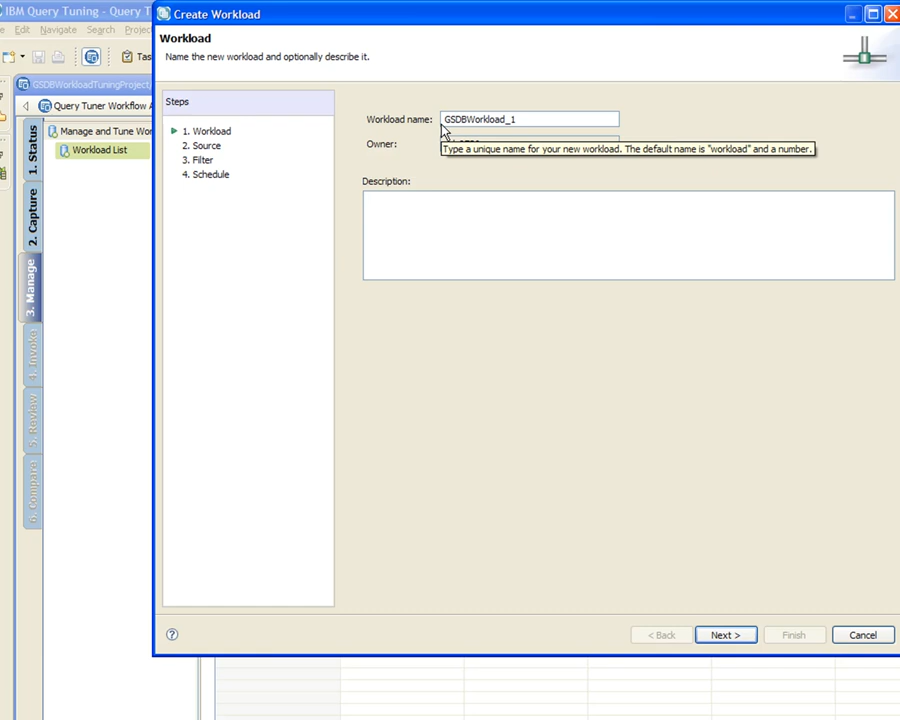 IBM Query Tuning - Query T
Create Workload
Edit Navigate Search Project
Tas
GSDBWorkloadTuningProject
Query Tuner Workflow A
Manage and Tune Wor
Workload List
1. Status
2. Capture
3. Manage
4. Invoke
5. Review
6. Compare
Workload
Name the new workload and optionally describe it.
Steps
1. Workload
2. Source
3. Filter
4. Schedule
Workload name: GSDBWorkload_1
Owner:
Type a unique name for your new workload. The default name is "workload" and a number.
Description:
?
< Back Next > Finish Cancel